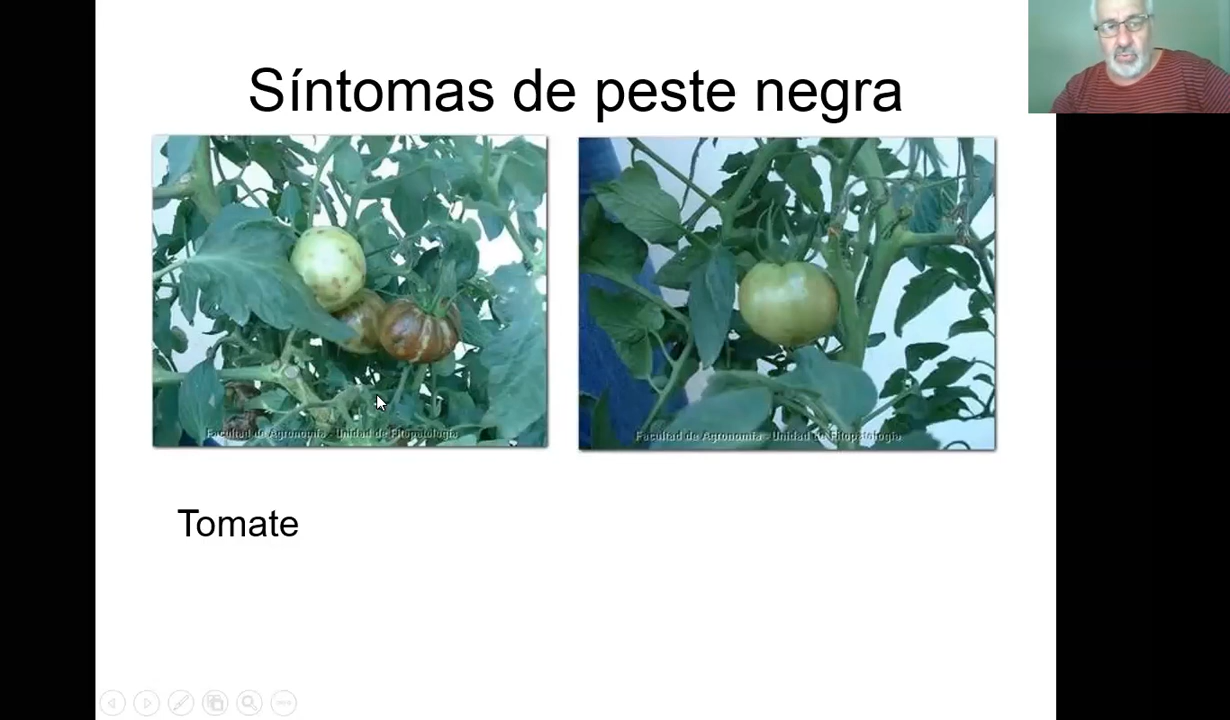 Síntomas de peste negra
Facultad de Agronomía - Unidad de Fitopatología
Facultad de Agronomía - Unidad de Fitopatología
Tomate